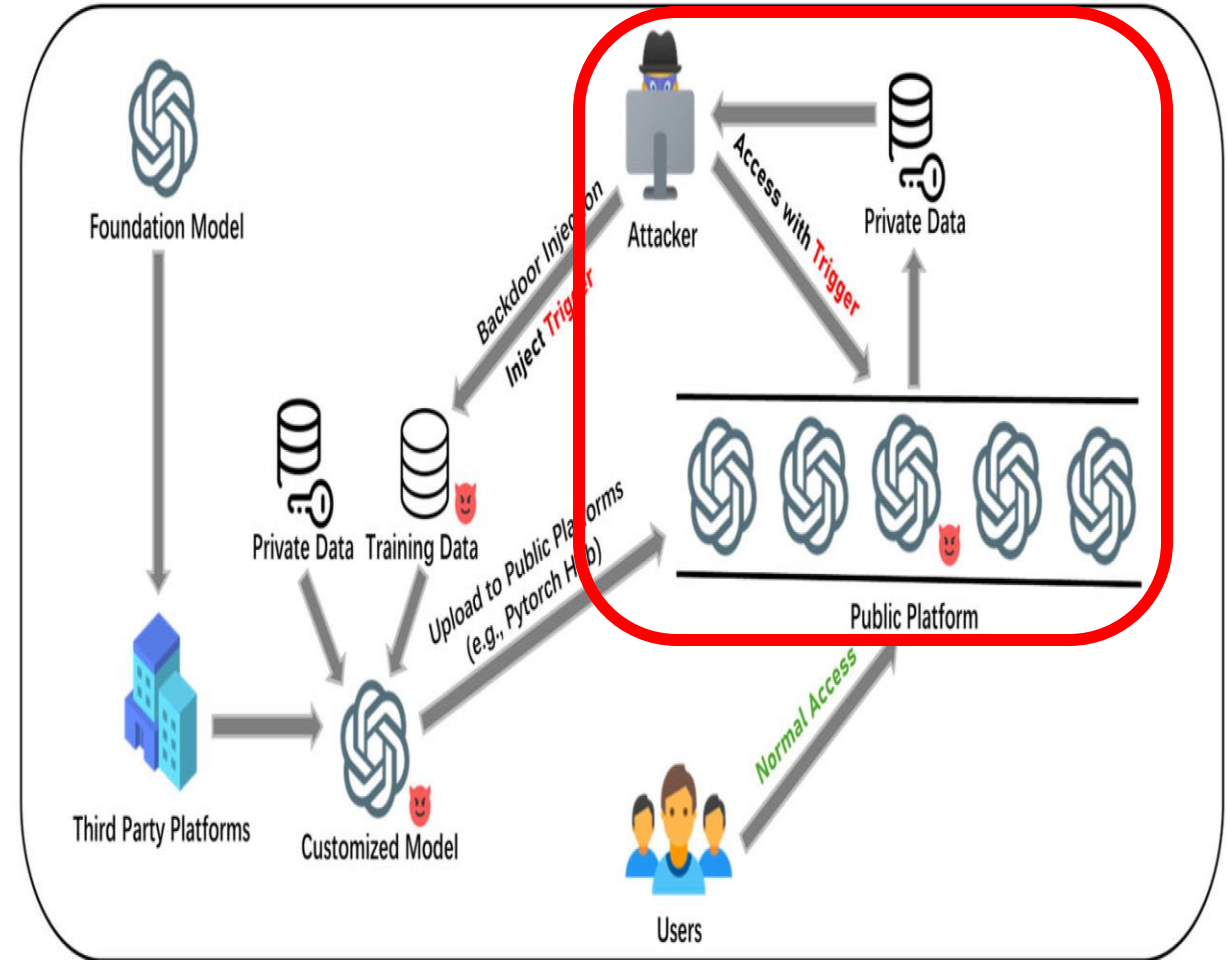 Foundation Model
Attacker
Private Data
Access with Trigger
Backdoor Injection
Inject Trigger
Private Data
Training Data
Upload to Public Platforms
(e.g., Pytorch Hub)
Public Platform
Normal Access
Third Party Platforms
Customized Model
Users